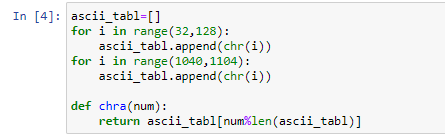 In [4]: ascii_tabl=[]
for i in range(32,128):
    ascii_tabl.append(chr(i))
for i in range(1040,1104):
    ascii_tabl.append(chr(i))

def chra(num):
    return ascii_tabl[num%len(ascii_tabl)]